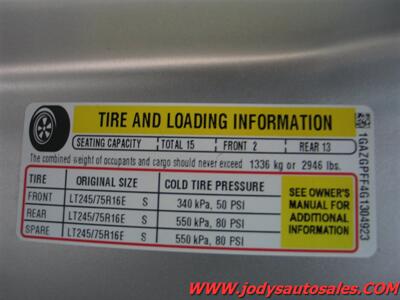 TIRE AND LOADING INFORMATION
SEATING CAPACITY TOTAL 15 FRONT 2 REAR 13
The combined weight of occupants and cargo should never exceed 1336 kg or 2946 lbs.
TIRE ORIGINAL SIZE COLD TIRE PRESSURE
FRONT LT245/75R16E S 340 kPa, 50 PSI
REAR LT245/75R16E S 550 kPa, 80 PSI
SPARE LT245/75R16E S 550 kPa, 80 PSI
SEE OWNER'S
MANUAL FOR
ADDITIONAL
INFORMATION
1GAZGPFF4G1304923
www.jodysautosales.com